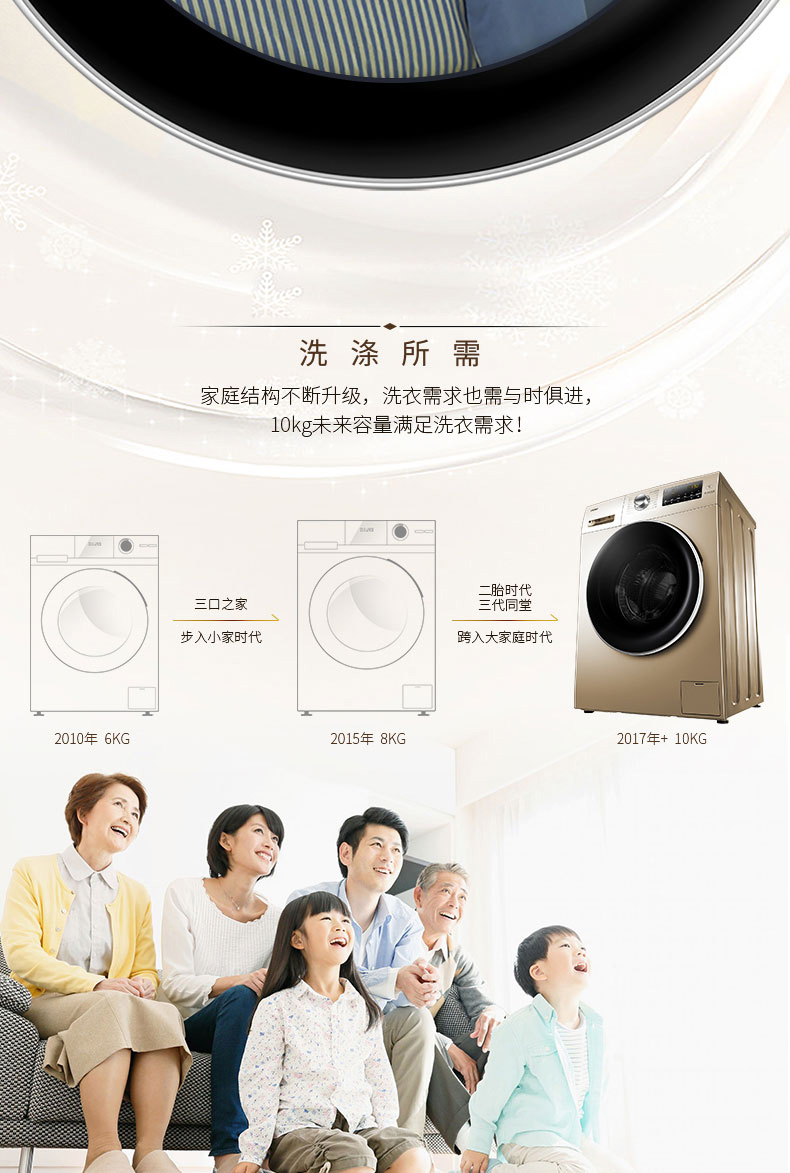 洗涤所需
家庭结构不断升级，洗衣需求也需与时俱进，
10kg未来容量满足洗衣需求！
三口之家
步入小家时代
二胎时代
三代同堂
跨入大家庭时代
2010年 6KG
2015年 8KG
2017年+ 10KG